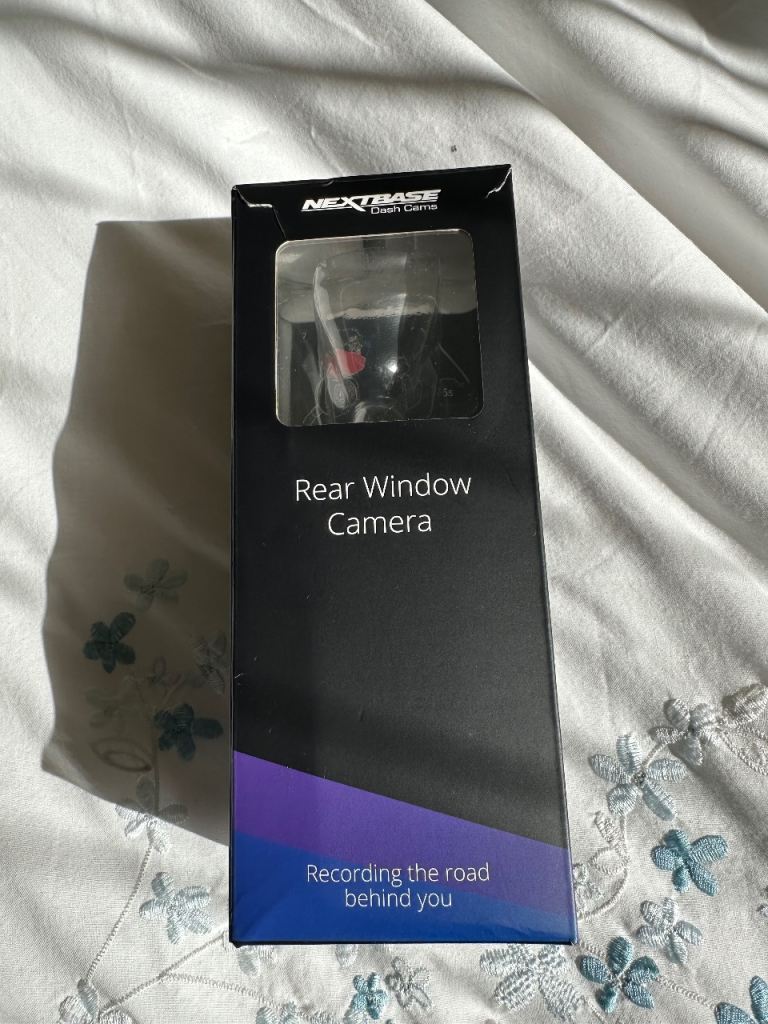 NEXTBASE
Dash Cams
Rear Window
Camera
Recording the road
behind you